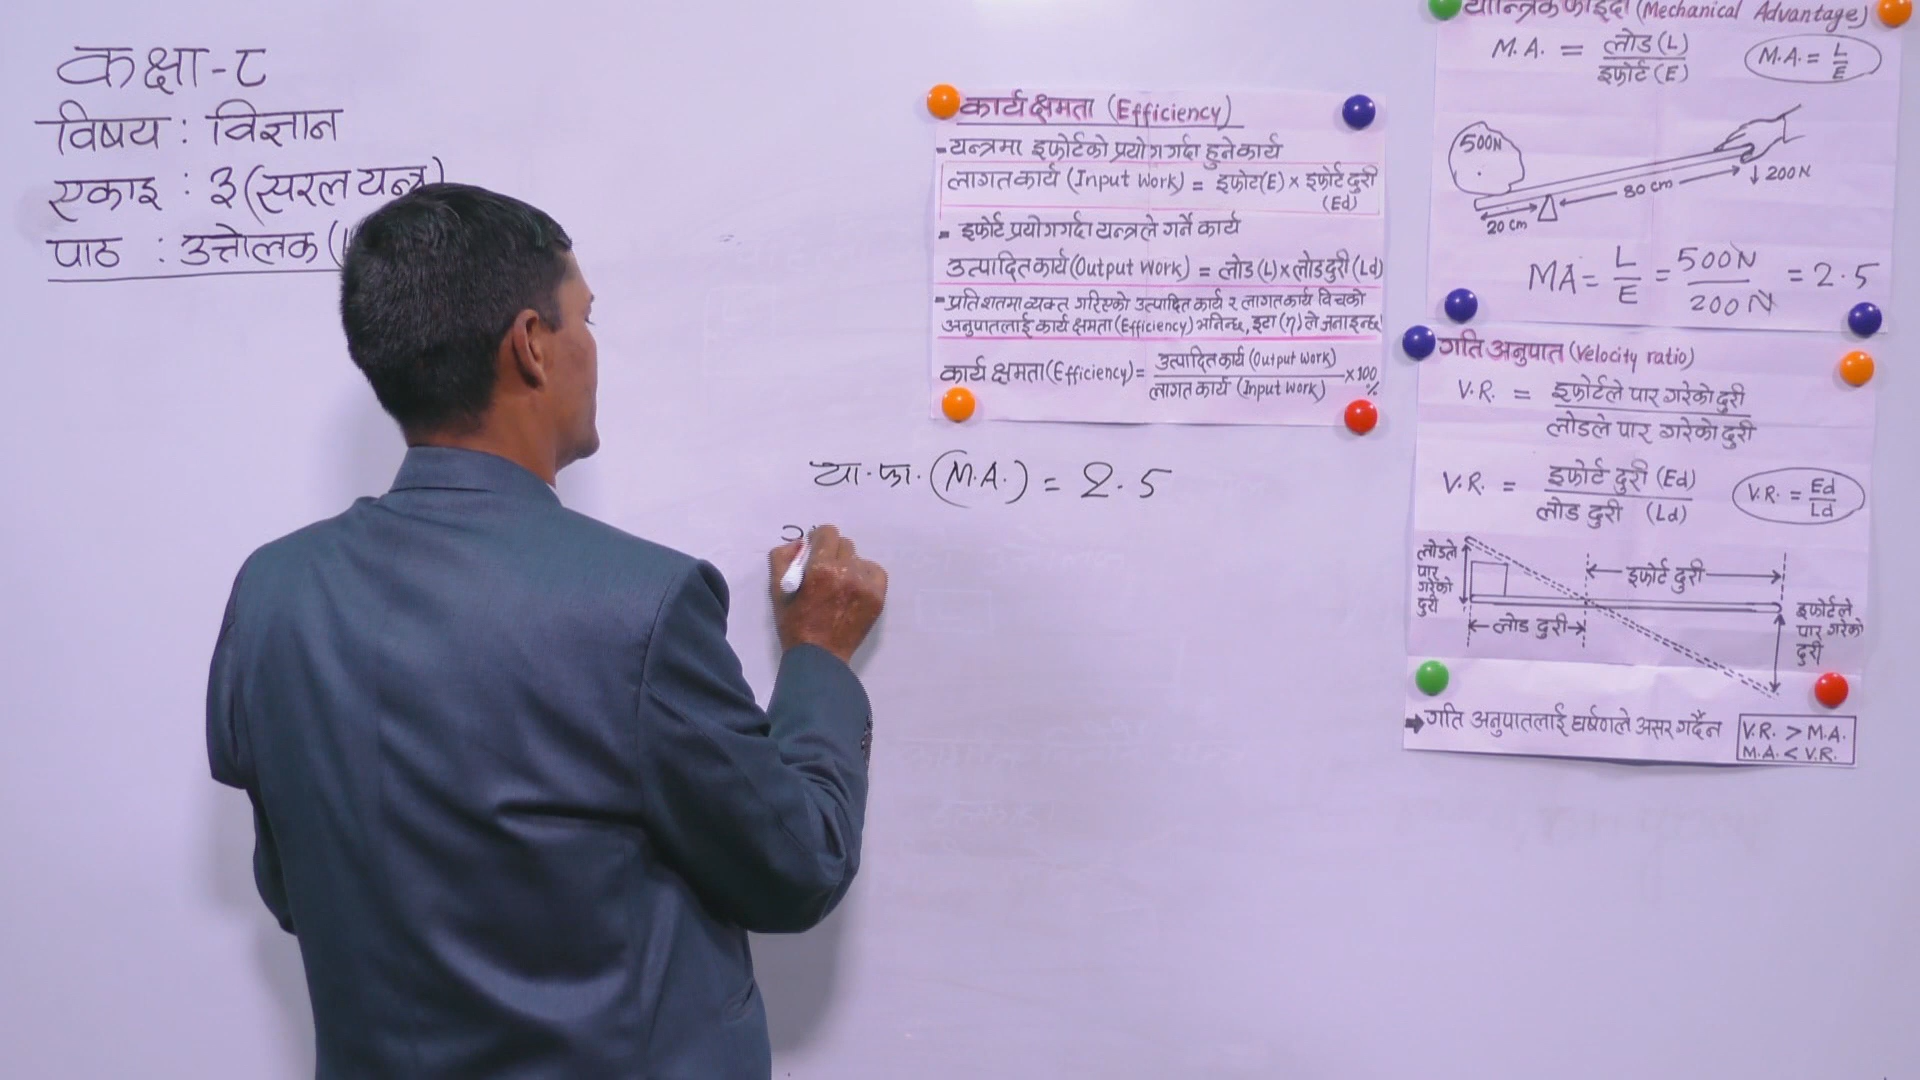 कक्षा-८
विषय : विज्ञान
एकाइ : ३ (सरल यन्त्र)
पाठ : उत्तोलक (
या.फा. (M.A.) = 2.5
कार्य क्षमता (Efficiency)
- यन्त्रमा इफोर्टको प्रयोग गर्दा हुने कार्य
लागत कार्य (Input Work) = इफोर्ट(E) × इफोर्ट दुरी
(Ed)
- इफोर्ट प्रयोग गर्दा यन्त्रले गर्ने कार्य
उत्पादित कार्य (Output Work) = लोड (L) × लोड दुरी (Ld)
- प्रतिशतमा व्यक्त गरिएको उत्पादित कार्य र लागत कार्य विचको
अनुपातलाई कार्य क्षमता (Efficiency) भनिन्छ, इटा (η) ले जनाइन्छ।
कार्य क्षमता (Efficiency) = उत्पादित कार्य (Output Work) / लागत कार्य (Input Work) × 100 %
यान्त्रिक फाइदा (Mechanical Advantage)
M.A. = लोड (L) / इफोर्ट (E)
M.A. = L / E
500N
80 cm
↓ 200N
20 cm
MA = L / E = 500N / 200N = 2.5
गति अनुपात (Velocity ratio)
V.R. = इफोर्टले पार गरेको दुरी / लोडले पार गरेको दुरी
V.R. = इफोर्ट दुरी (Ed) / लोड दुरी (Ld)
V.R. = Ed / Ld
लोडले
पार
गरेको
दुरी
इफोर्ट दुरी
लोड दुरी
इफोर्टले
पार गरेको
दुरी
→ गति अनुपातलाई घर्षणले असर गर्दैन
V.R. > M.A.
M.A. < V.R.